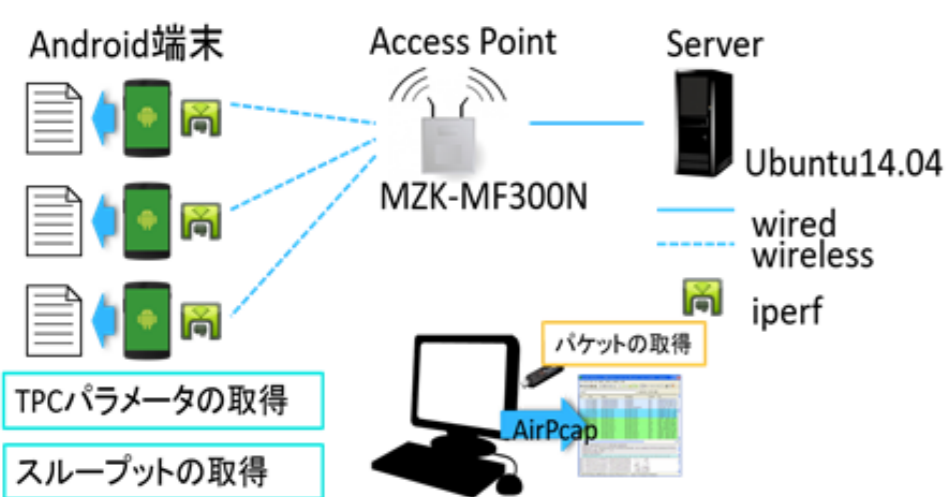 Android端末
Access Point
Server
MZK-MF300N
Ubuntu14.04
wired
wireless
iperf
パケットの取得
TPCパラメータの取得
AirPcap
スループットの取得